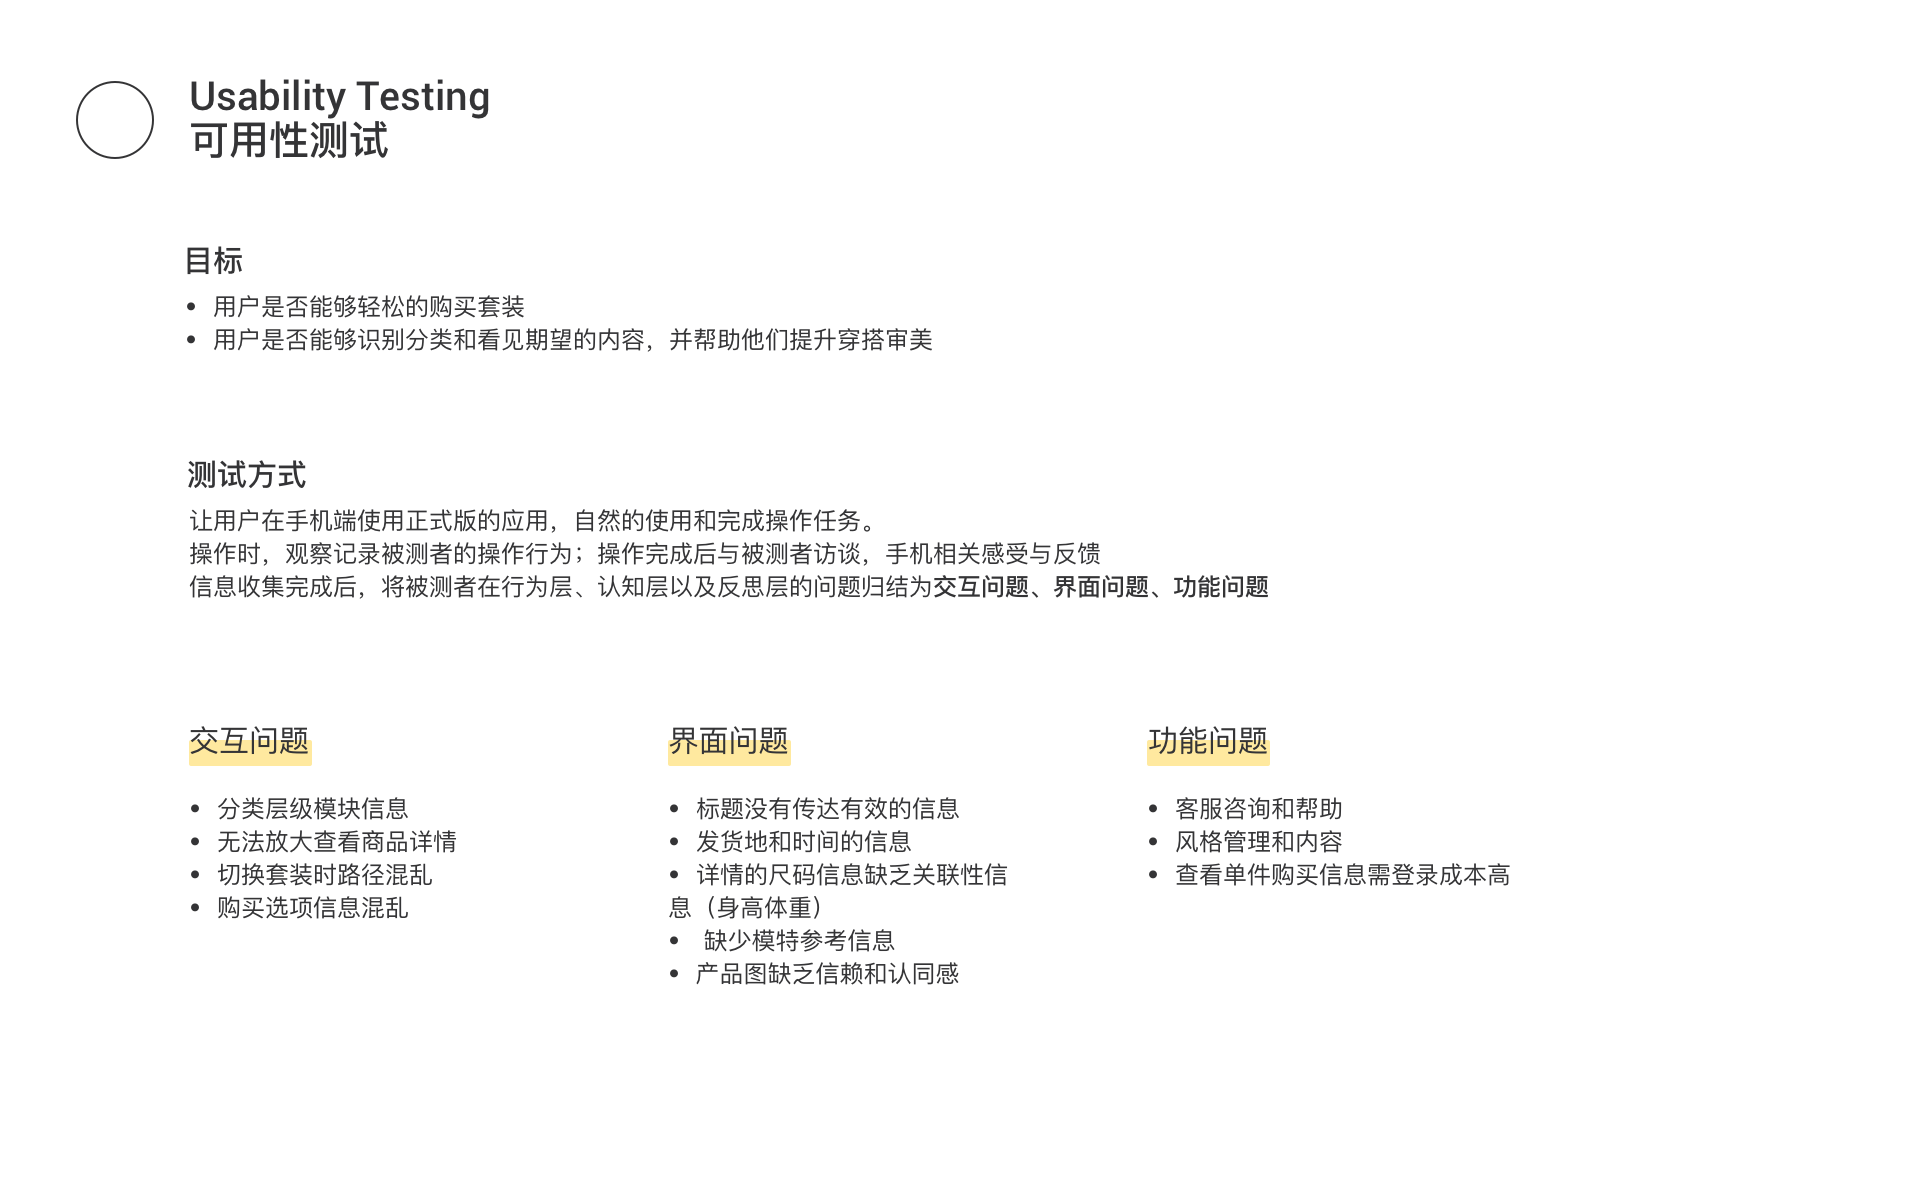 Usability Testing
可用性测试
目标
• 用户是否能够轻松的购买套装
• 用户是否能够识别分类和看见期望的内容，并帮助他们提升穿搭审美
测试方式
让用户在手机端使用正式版的应用，自然的使用和完成操作任务。
操作时，观察记录被测者的操作行为；操作完成后与被测者访谈，手机相关感受与反馈
信息收集完成后，将被测者在行为层、认知层以及反思层的问题归结为交互问题、界面问题、功能问题
交互问题
• 分类层级模块信息
• 无法放大查看商品详情
• 切换套装时路径混乱
• 购买选项信息混乱
界面问题
• 标题没有传达有效的信息
• 发货地和时间的信息
• 详情的尺码信息缺乏关联性信
息（身高体重）
• 缺少模特参考信息
• 产品图缺乏信赖和认同感
功能问题
• 客服咨询和帮助
• 风格管理和内容
• 查看单件购买信息需登录成本高